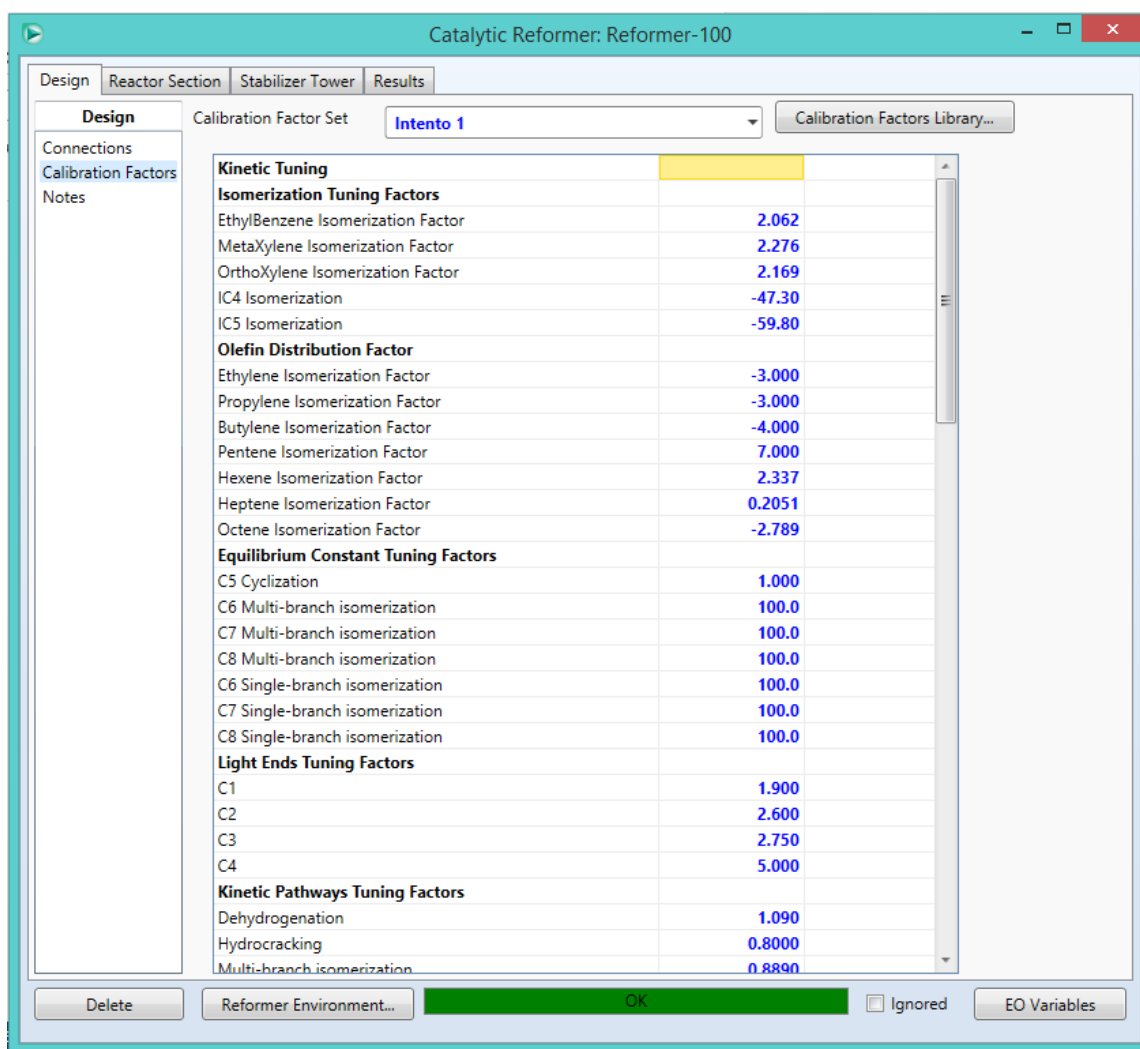 Catalytic Reformer: Reformer-100
Design Reactor Section Stabilizer Tower Results
Design
Connections
Calibration Factors
Notes
Calibration Factor Set Intento 1 Calibration Factors Library...
Kinetic Tuning
Isomerization Tuning Factors
EthylBenzene Isomerization Factor 2.062
MetaXylene Isomerization Factor 2.276
OrthoXylene Isomerization Factor 2.169
IC4 Isomerization -47.30
IC5 Isomerization -59.80
Olefin Distribution Factor
Ethylene Isomerization Factor -3.000
Propylene Isomerization Factor -3.000
Butylene Isomerization Factor -4.000
Pentene Isomerization Factor 7.000
Hexene Isomerization Factor 2.337
Heptene Isomerization Factor 0.2051
Octene Isomerization Factor -2.789
Equilibrium Constant Tuning Factors
C5 Cyclization 1.000
C6 Multi-branch isomerization 100.0
C7 Multi-branch isomerization 100.0
C8 Multi-branch isomerization 100.0
C6 Single-branch isomerization 100.0
C7 Single-branch isomerization 100.0
C8 Single-branch isomerization 100.0
Light Ends Tuning Factors
C1 1.900
C2 2.600
C3 2.750
C4 5.000
Kinetic Pathways Tuning Factors
Dehydrogenation 1.090
Hydrocracking 0.8000
Multi-branch isomerization 0.8890
Delete Reformer Environment... OK Ignored EO Variables